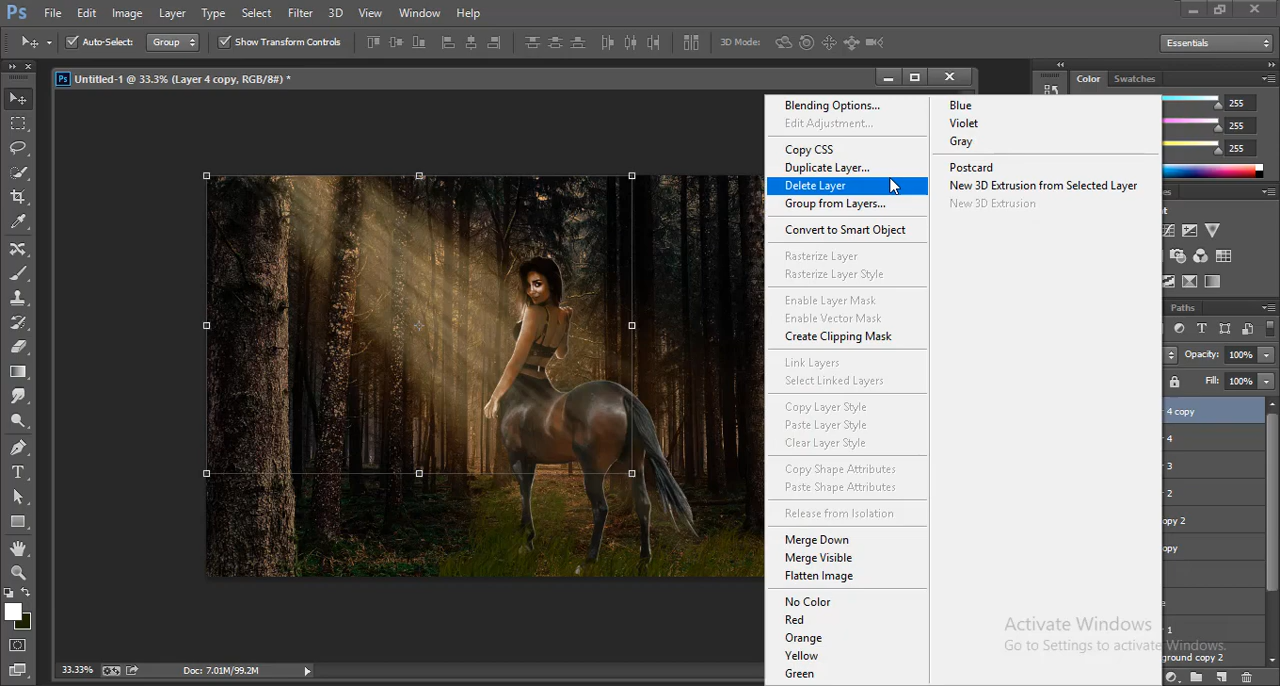 Ps File Edit Image Layer Type Select Filter 3D View Window Help
Auto-Select: Group Show Transform Controls 3D Mode: Essentials
Ps Untitled-1 @ 33.3% (Layer 4 copy, RGB/8#) *
Color Swatches
255
255
255
Blending Options...
Edit Adjustment...
Copy CSS
Duplicate Layer...
Delete Layer
Group from Layers...
Convert to Smart Object
Rasterize Layer
Rasterize Layer Style
Enable Layer Mask
Enable Vector Mask
Create Clipping Mask
Link Layers
Select Linked Layers
Copy Layer Style
Paste Layer Style
Clear Layer Style
Copy Shape Attributes
Paste Shape Attributes
Release from Isolation
Merge Down
Merge Visible
Flatten Image
No Color
Red
Orange
Yellow
Green
Blue
Violet
Gray
Postcard
New 3D Extrusion from Selected Layer
New 3D Extrusion
Paths
Opacity: 100%
Fill: 100%
4 copy
4
3
2
opy 2
opy
1
ground copy 2
Activate Windows
Go to Settings to activate Windows.
33.33% Doc: 7.01M/99.2M